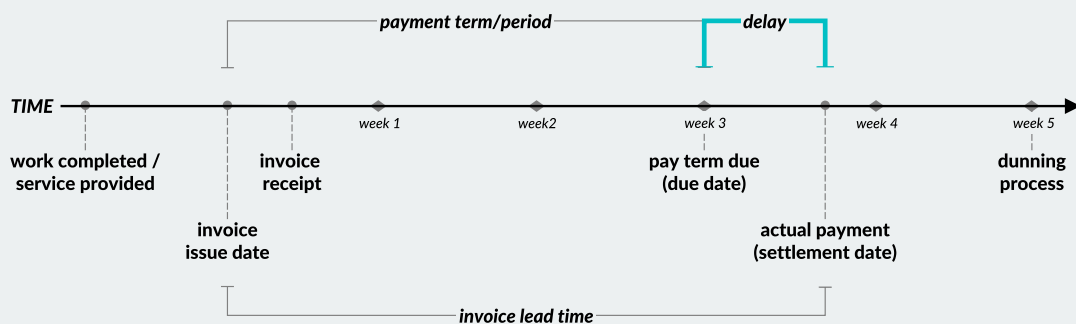 payment term/period
delay
TIME
week 1
week2
week 3
week 4
week 5
work completed /
service provided
invoice
receipt
pay term due
(due date)
dunning
process
invoice
issue date
actual payment
(settlement date)
invoice lead time